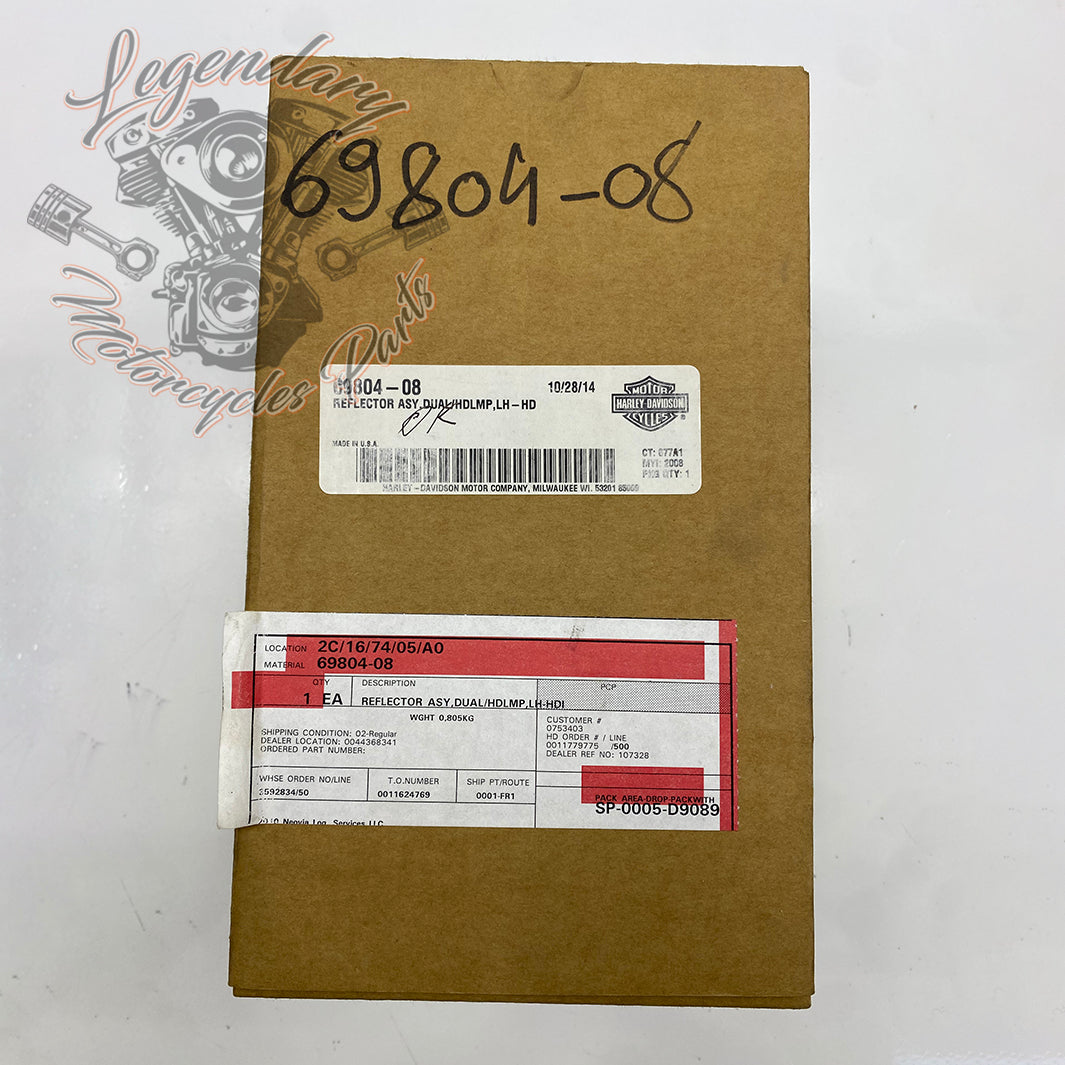 Legendary
Motorcycles Parts
69804-08
69804-08 10/28/14
REFLECTOR ASY,DUAL/HDLMP,LH-HD
OK
MOTOR
HARLEY-DAVIDSON
CYCLES
®
MADE IN U.S.A.
CT: 677A1
MYI: 2008
PKG QTY: 1
HARLEY-DAVIDSON MOTOR COMPANY, MILWAUKEE WI. 53201
LOCATION 2C/16/74/05/A0
MATERIAL 69804-08
QTY DESCRIPTION PCP
1 EA REFLECTOR ASY,DUAL/HDLMP,LH-HDI
WGHT 0,805KG
SHIPPING CONDITION: 02-Regular
DEALER LOCATION: 0044368341
ORDERED PART NUMBER:
CUSTOMER #
0753403
HD ORDER # / LINE
0011779775 /500
DEALER REF NO: 107328
WHSE ORDER NO/LINE T.O.NUMBER SHIP PT/ROUTE
3592834/50 0011624769 0001-FR1
PACK AREA-DROP-PACKWITH
SP-0005-D9089
2010 Neovia Log. Services LLC